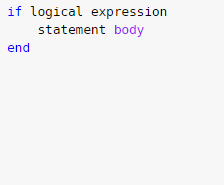 if logical expression
    statement body
end